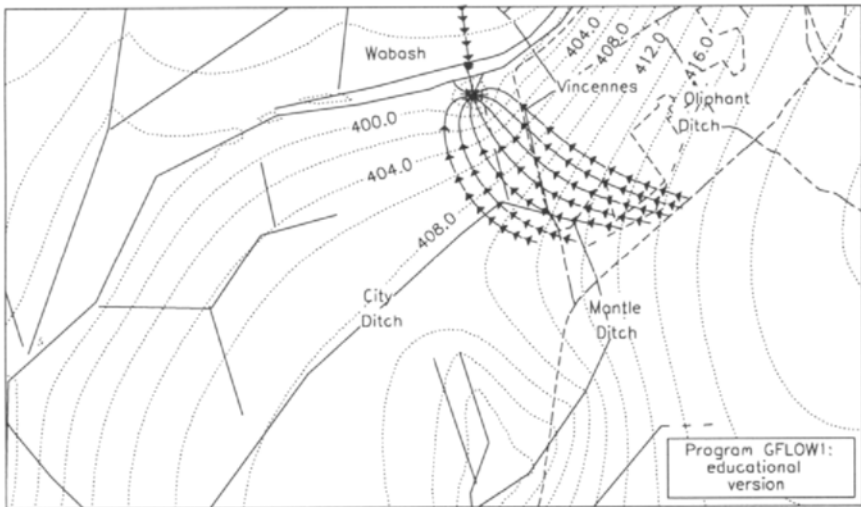 Wabash
404.0
408.0
412.0
416.0
Vincennes
Oliphant
Ditch
400.0
404.0
408.0
City
Ditch
Mantle
Ditch
Program GFLOW1:
educational
version